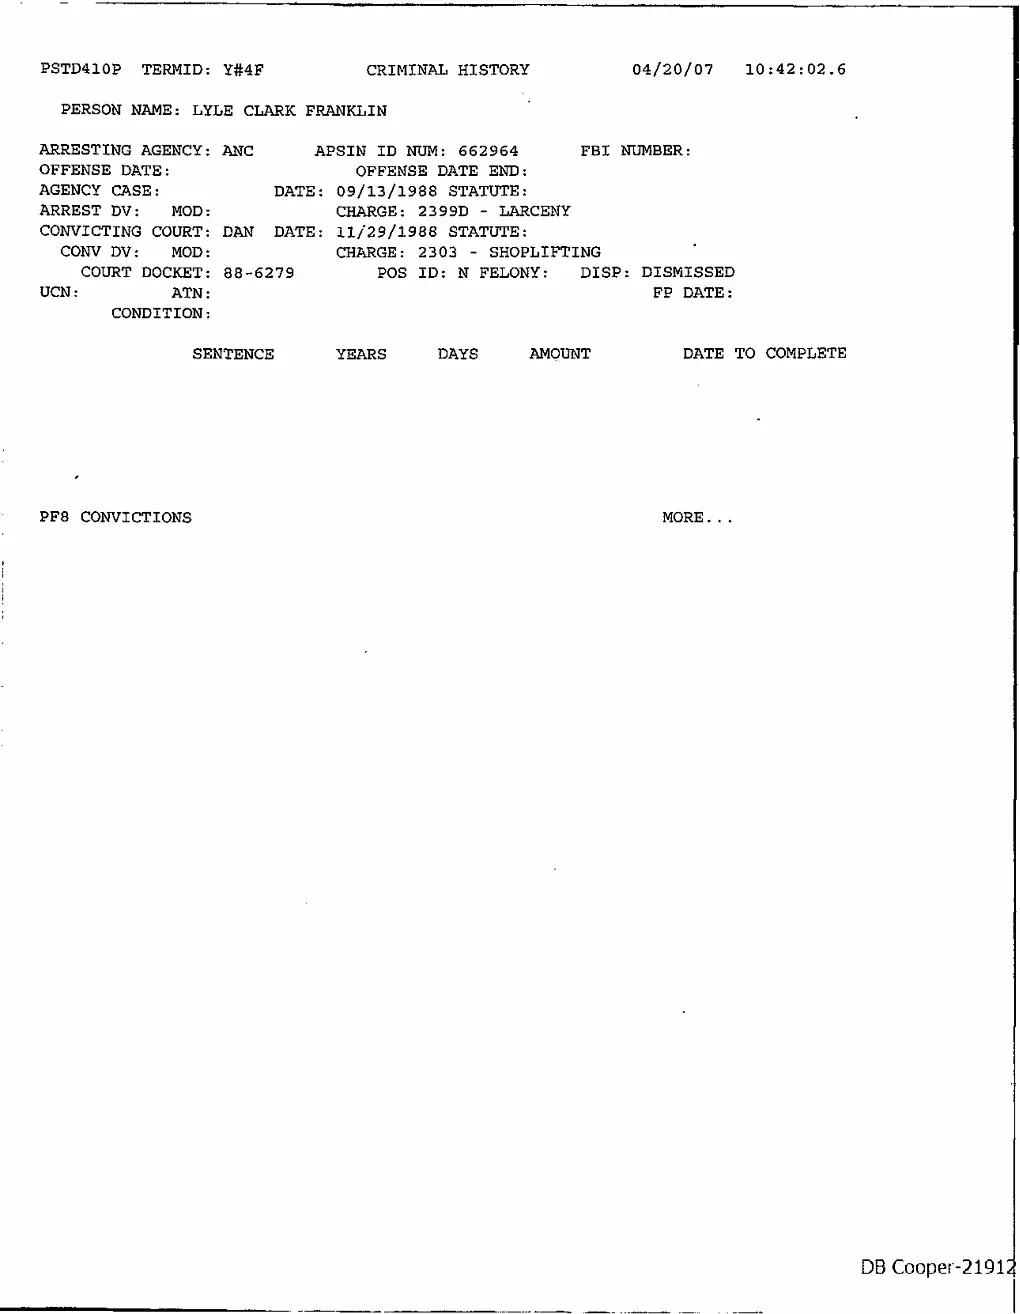 PSTD410P TERMID: Y#4F CRIMINAL HISTORY 04/20/07 10:42:02.6
PERSON NAME: LYLE CLARK FRANKLIN
ARRESTING AGENCY: ANC APSIN ID NUM: 662964 FBI NUMBER:
OFFENSE DATE: OFFENSE DATE END:
AGENCY CASE: DATE: 09/13/1988 STATUTE:
ARREST DV: MOD: CHARGE: 2399D - LARCENY
CONVICTING COURT: DAN DATE: 11/29/1988 STATUTE:
CONV DV: MOD: CHARGE: 2303 - SHOPLIFTING
COURT DOCKET: 88-6279 POS ID: N FELONY: DISP: DISMISSED
UCN: ATN: FP DATE:
CONDITION:
SENTENCE YEARS DAYS AMOUNT DATE TO COMPLETE
PF8 CONVICTIONS MORE...
DB Cooper-21912